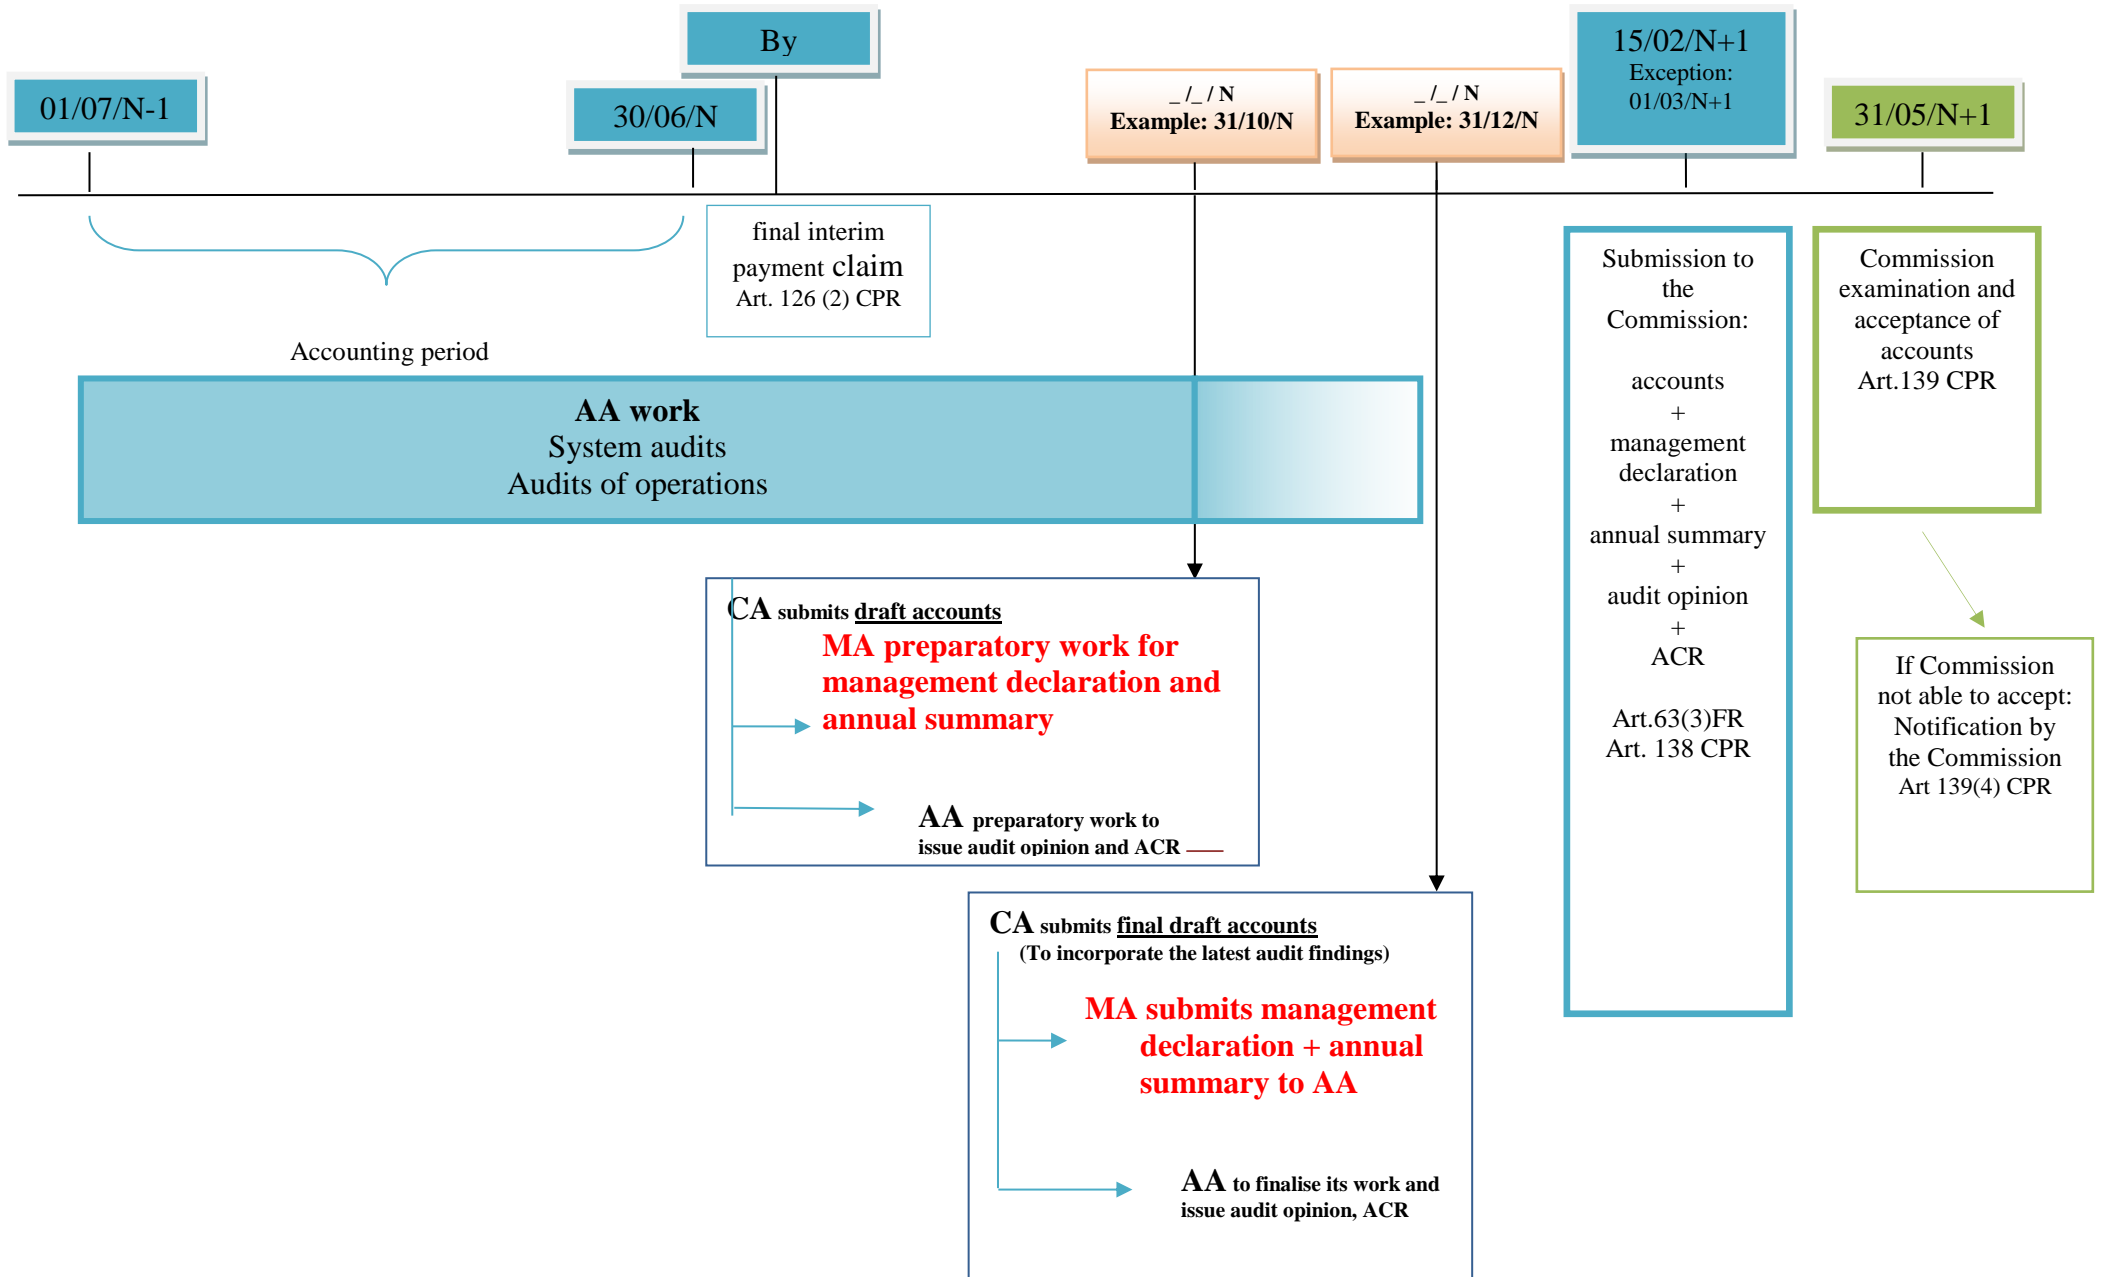 By
15/02/N+1
Exception:
01/03/N+1
01/07/N-1
30/06/N
_ /_ / N
Example: 31/10/N
_ /_ / N
Example: 31/12/N
31/05/N+1
final interim
payment claim
Art. 126 (2) CPR
Accounting period
AA work
System audits
Audits of operations
Submission to
the
Commission:
accounts
+
management
declaration
+
annual summary
+
audit opinion
+
ACR
Art.63(3)FR
Art. 138 CPR
Commission
examination and
acceptance of
accounts
Art.139 CPR
If Commission
not able to accept:
Notification by
the Commission
Art 139(4) CPR
CA submits draft accounts
MA preparatory work for
management declaration and
annual summary
AA preparatory work to
issue audit opinion and ACR
CA submits final draft accounts
(To incorporate the latest audit findings)
MA submits management
declaration + annual
summary to AA
AA to finalise its work and
issue audit opinion, ACR